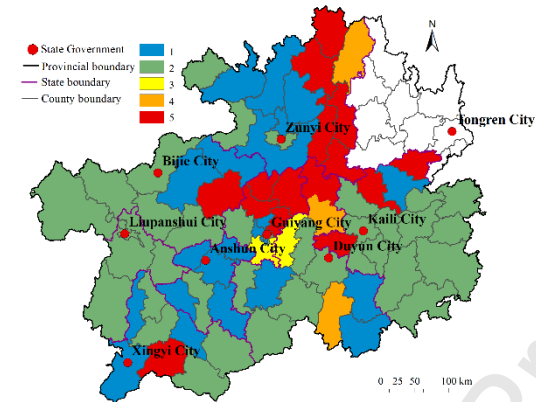 N
State Government
Provincial boundary
State boundary
County boundary
1
2
3
4
5
Zunyi City
Tongren City
Bijie City
Liupanshui City
Guiyang City
Kaili City
Anshun City
Duyun City
Xingyi City
0 25 50 100 km